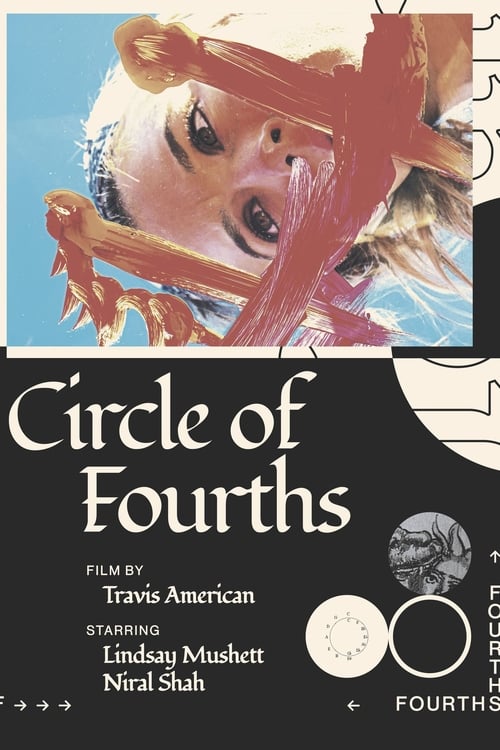 Circle of
Fourths
FILM BY
Travis American
STARRING
Lindsay Mushett
Niral Shah
FOURTHS
F → → →
← FOURTHS